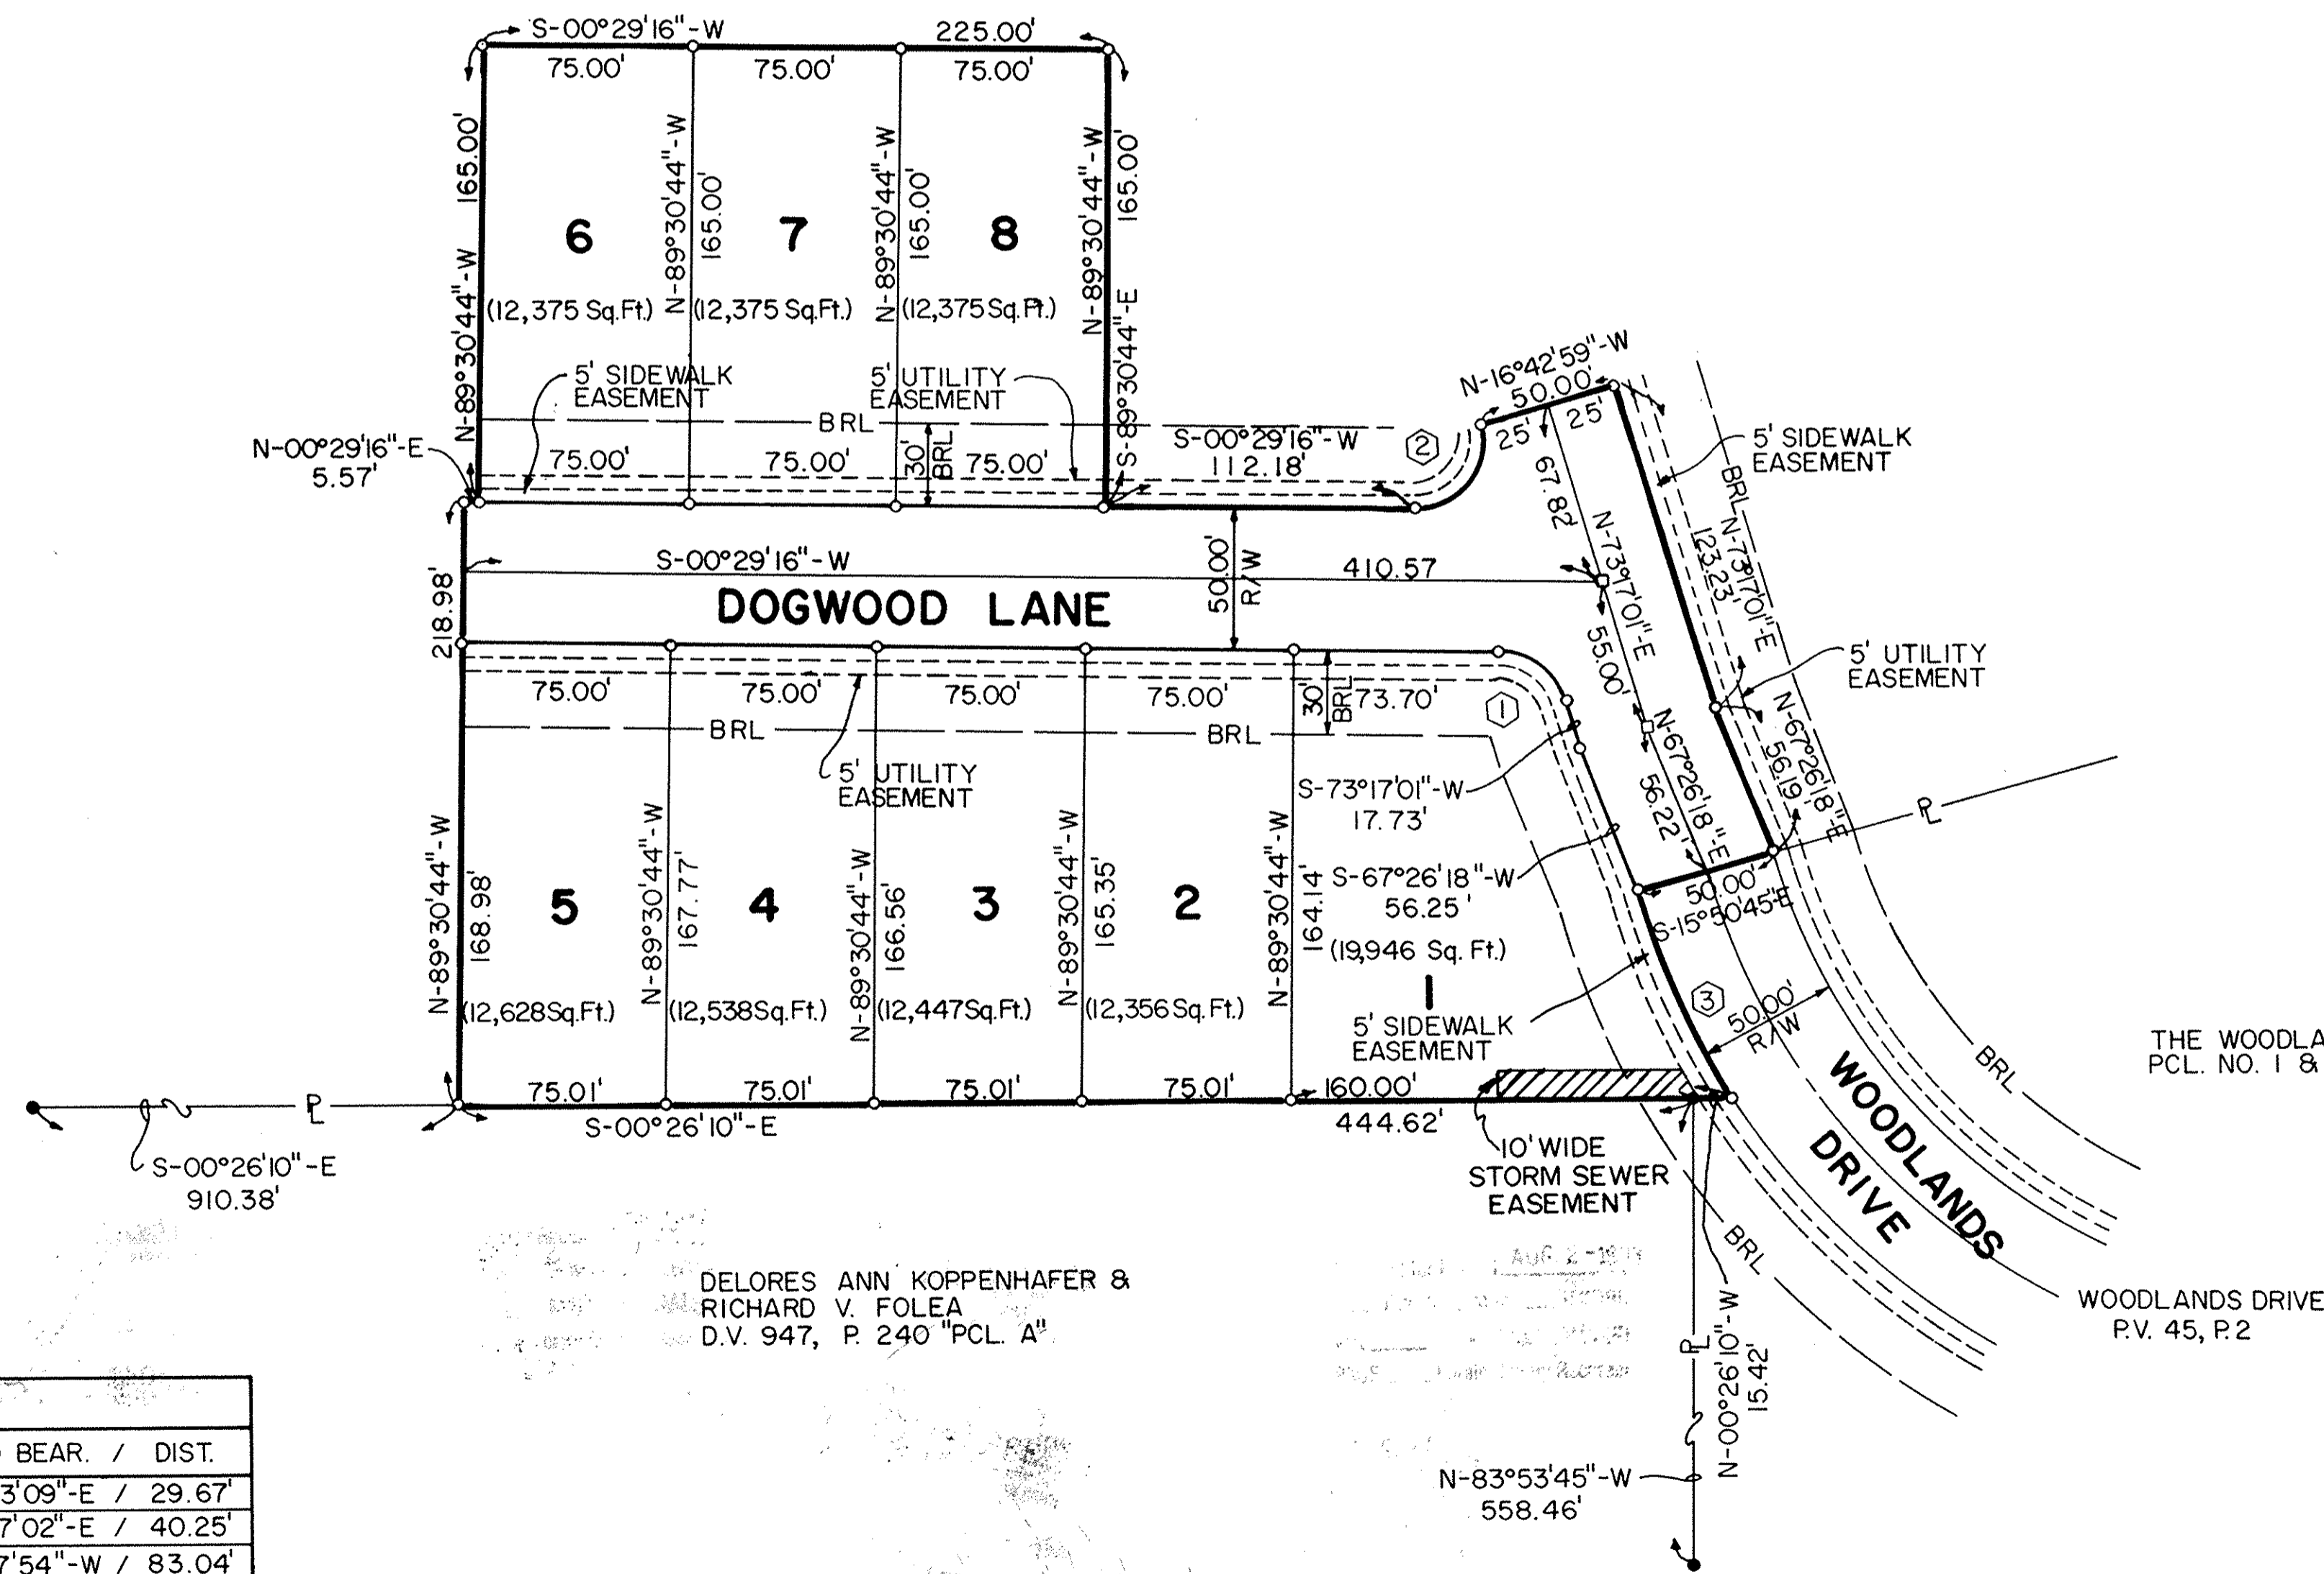 S-00°29'16"-W
225.00'
75.00'
75.00'
75.00'
N-89°30'44"-W
165.00'
N-89°30'44"-W
165.00'
N-89°30'44"-W
165.00'
N-89°30'44"-W
165.00'
S-89°30'44"-E
6
7
8
(12,375 Sq.Ft.)
(12,375 Sq.Ft.)
(12,375 Sq.Ft.)
5' SIDEWALK
EASEMENT
5' UTILITY
EASEMENT
BRL
30'
BRL
N-00°29'16"-E
5.57'
75.00'
75.00'
75.00'
S-00°29'16"-W
112.18'
2
N-16°42'59"-W
50.00'
25'
25'
5' SIDEWALK
EASEMENT
BRL
N-73°17'01"-E
123.23'
67.82'
N-73°17'01"-E
55.00'
5' UTILITY
EASEMENT
N-67°26'18"-E
56.19'
N-67°26'18"-E
56.22'
S-00°29'16"-W
410.57
50.00'
R/W
DOGWOOD LANE
218.98'
75.00'
75.00'
75.00'
75.00'
73.70'
30'
BRL
1
BRL
BRL
5' UTILITY
EASEMENT
S-73°17'01"-W
17.73'
S-67°26'18"-W
56.25'
50.00'
S-15°50'45"-E
PL
N-89°30'44"-W
168.98'
N-89°30'44"-W
167.77'
N-89°30'44"-W
166.56'
N-89°30'44"-W
165.35'
N-89°30'44"-W
164.14'
5
4
3
2
(19,946 Sq. Ft.)
1
(12,628 Sq.Ft.)
(12,538 Sq.Ft.)
(12,447 Sq.Ft.)
(12,356 Sq.Ft.)
5' SIDEWALK
EASEMENT
3
50.00'
R/W
BRL
THE WOODLA
PCL. NO. 1 &
75.01'
75.01'
75.01'
75.01'
160.00'
S-00°26'10"-E
444.62'
PL
S-00°26'10"-E
910.38'
10' WIDE
STORM SEWER
EASEMENT
WOODLANDS
DRIVE
BRL
WOODLANDS DRIVE
P.V. 45, P.2
DELORES ANN KOPPENHAFER &
RICHARD V. FOLEA
D.V. 947, P. 240 "PCL. A"
PL
N-00°26'10"-W
15.42'
N-83°53'45"-W
558.46'
BEAR. / DIST.
3'09"-E / 29.67'
7'02"-E / 40.25'
7'54"-W / 83.04'